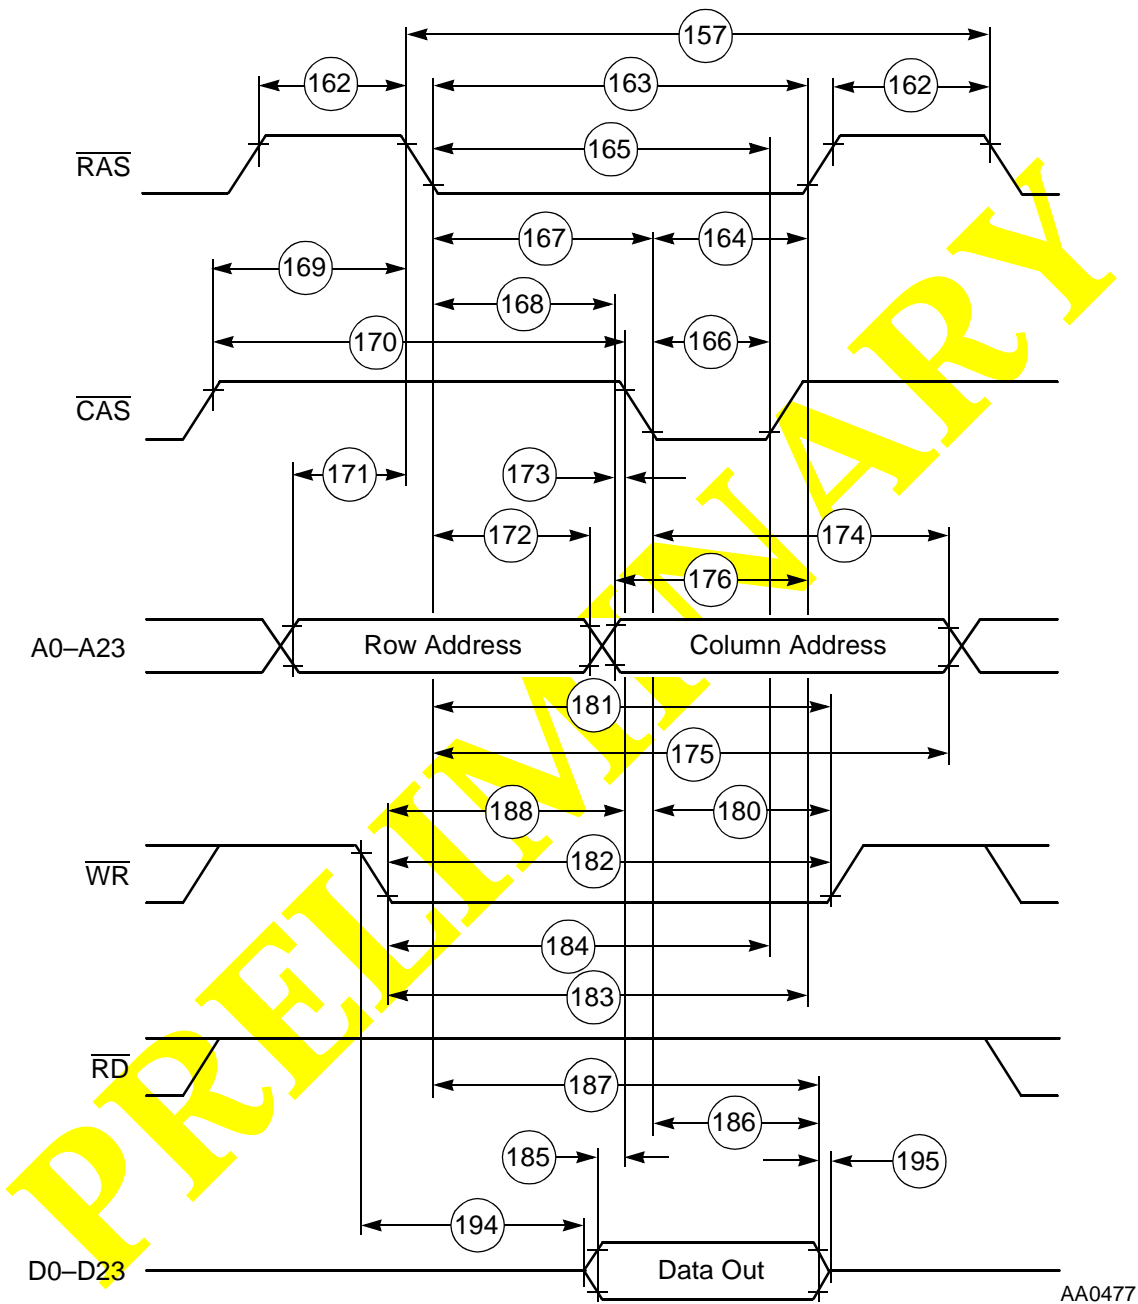 157
162
163
162
RAS
165
167
164
169
168
170
166
CAS
171
173
172
174
176
A0–A23
Row Address
Column Address
181
175
188
180
WR
182
184
183
RD
187
186
185
195
194
D0–D23
Data Out
AA0477
PRELIMINARY